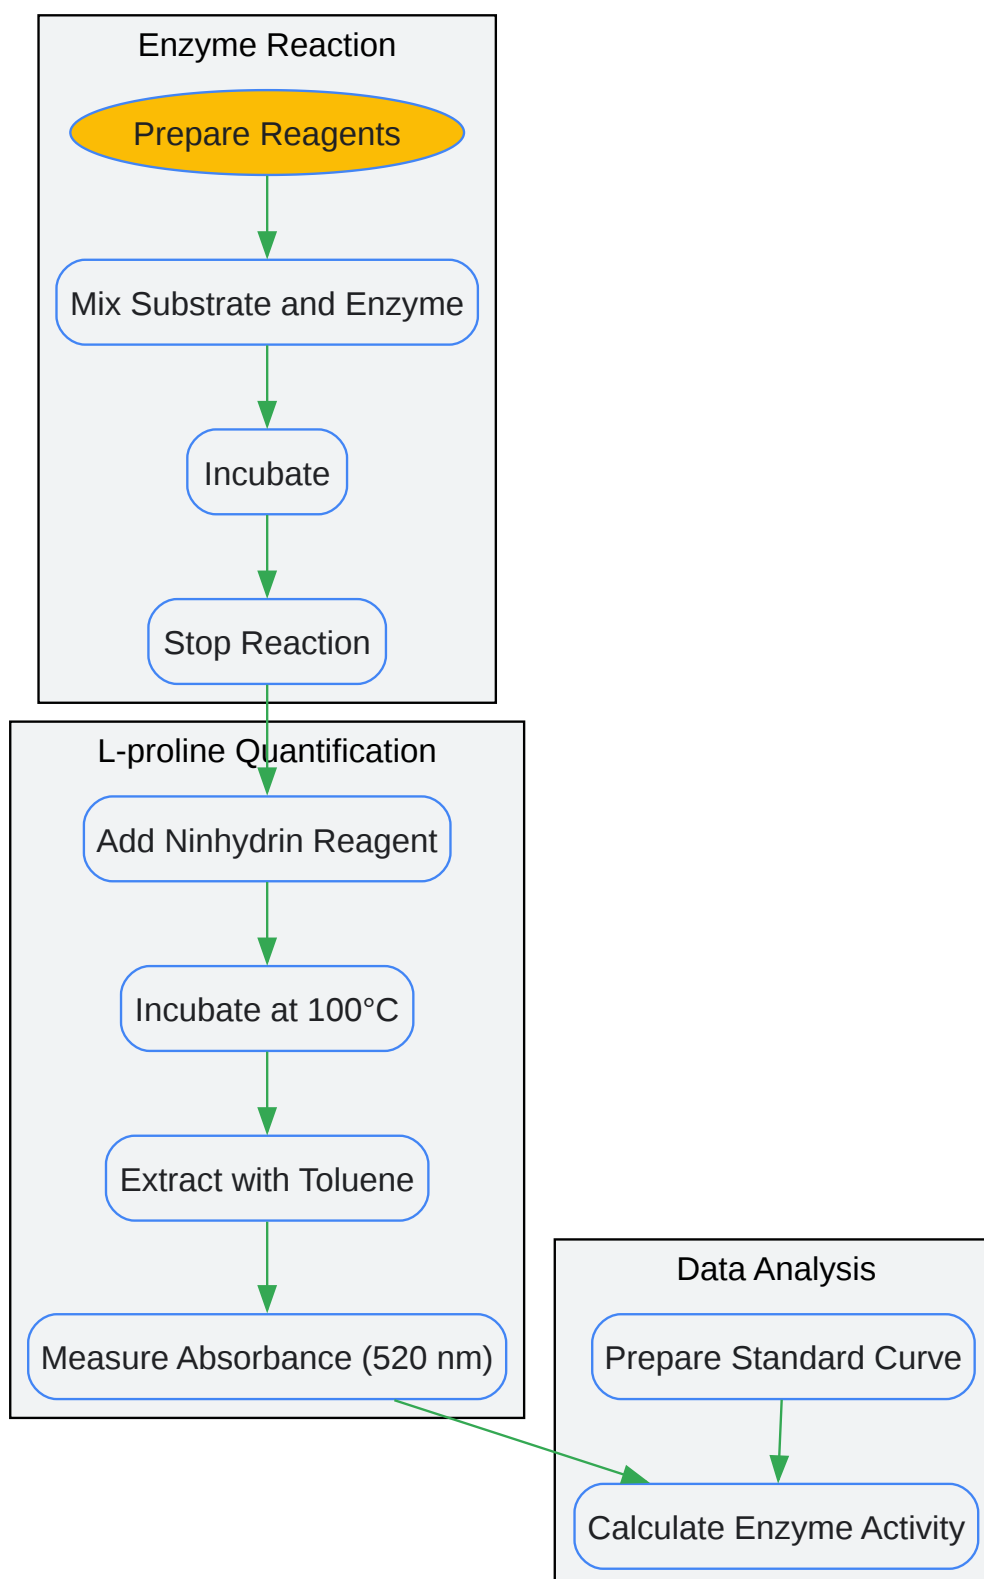 Enzyme Reaction
Prepare Reagents
Mix Substrate and Enzyme
Incubate
Stop Reaction
L-proline Quantification
Add Ninhydrin Reagent
Incubate at 100°C
Extract with Toluene
Measure Absorbance (520 nm)
Data Analysis
Prepare Standard Curve
Calculate Enzyme Activity